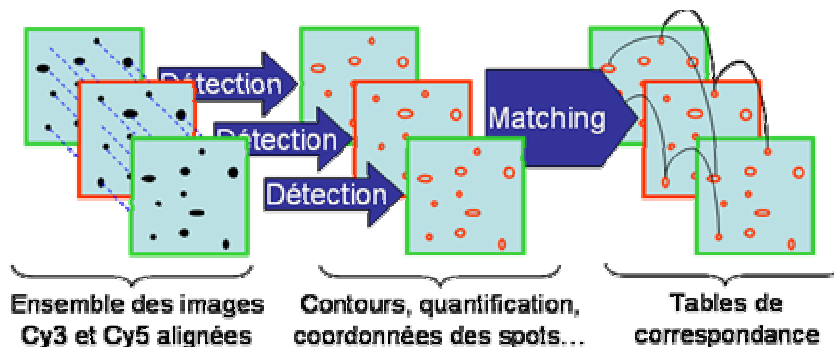 Détection
Détection
Matching
Détection
Ensemble des images
Cy3 et Cy5 alignées
Contours, quantification,
coordonnées des spots...
Tables de
correspondance